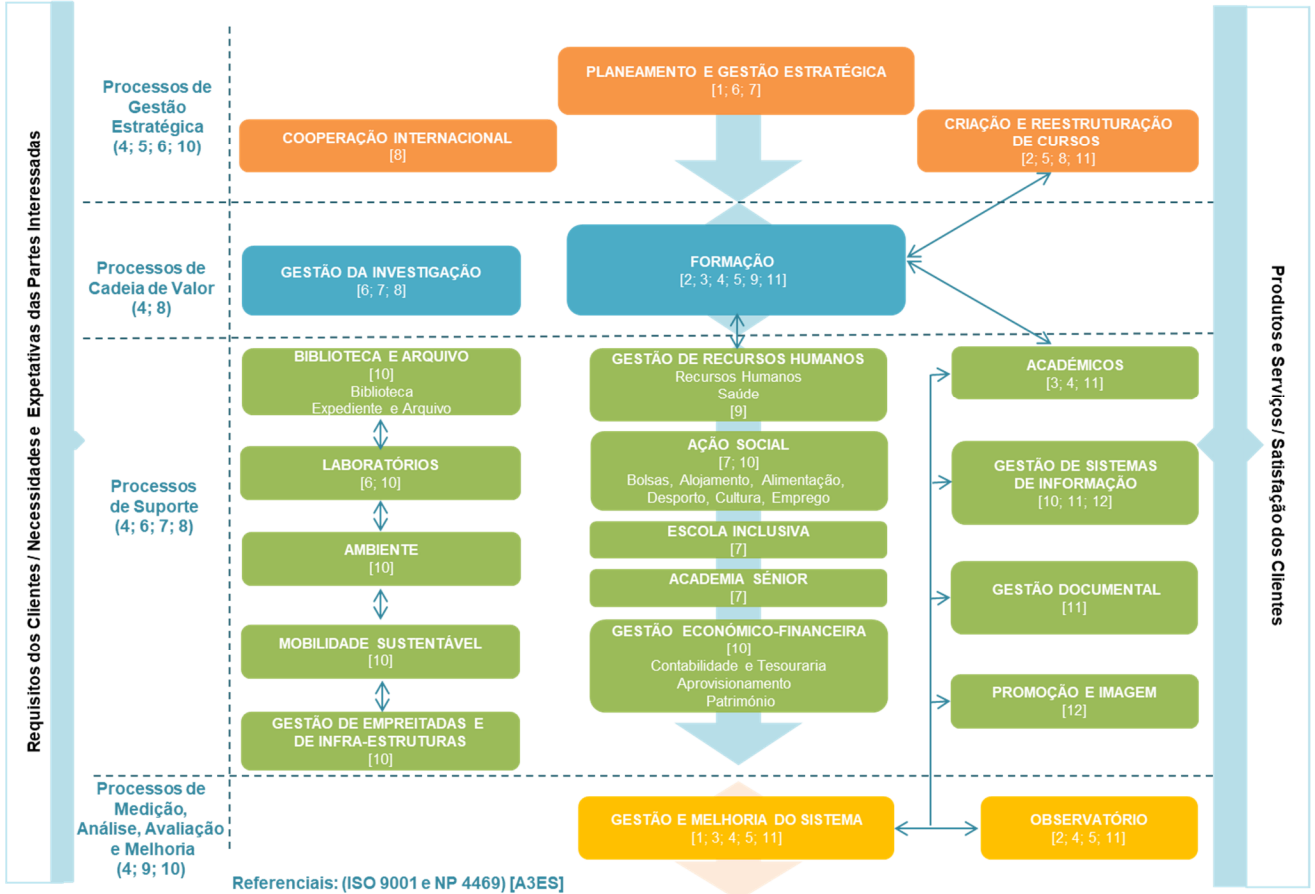 Requisitos dos Clientes / Necessidades e Expetativas das Partes Interessadas
Processos de
Gestão
Estratégica
(4; 5; 6; 10)
PLANEAMENTO E GESTÃO ESTRATÉGICA
[1; 6; 7]
COOPERAÇÃO INTERNACIONAL
[8]
CRIAÇÃO E REESTRUTURAÇÃO
DE CURSOS
[2; 5; 8; 11]
Processos de
Cadeia de Valor
(4; 8)
GESTÃO DA INVESTIGAÇÃO
[6; 7; 8]
FORMAÇÃO
[2; 3; 4; 5; 9; 11]
Processos
de Suporte
(4; 6; 7; 8)
BIBLIOTECA E ARQUIVO
[10]
Biblioteca
Expediente e Arquivo
LABORATÓRIOS
[6; 10]
AMBIENTE
[10]
MOBILIDADE SUSTENTÁVEL
[10]
GESTÃO DE EMPREITADAS E
DE INFRA-ESTRUTURAS
[10]
GESTÃO DE RECURSOS HUMANOS
Recursos Humanos
Saúde
[9]
AÇÃO SOCIAL
[7; 10]
Bolsas, Alojamento, Alimentação,
Desporto, Cultura, Emprego
ESCOLA INCLUSIVA
[7]
ACADEMIA SÉNIOR
[7]
GESTÃO ECONÓMICO-FINANCEIRA
[10]
Contabilidade e Tesouraria
Aprovisionamento
Património
ACADÉMICOS
[3; 4; 11]
GESTÃO DE SISTEMAS
DE INFORMAÇÃO
[10; 11; 12]
GESTÃO DOCUMENTAL
[11]
PROMOÇÃO E IMAGEM
[12]
Processos de
Medição,
Análise, Avaliação
e Melhoria
(4; 9; 10)
GESTÃO E MELHORIA DO SISTEMA
[1; 3; 4; 5; 11]
OBSERVATÓRIO
[2; 4; 5; 11]
Referenciais: (ISO 9001 e NP 4469) [A3ES]
Produtos e Serviços / Satisfação dos Clientes